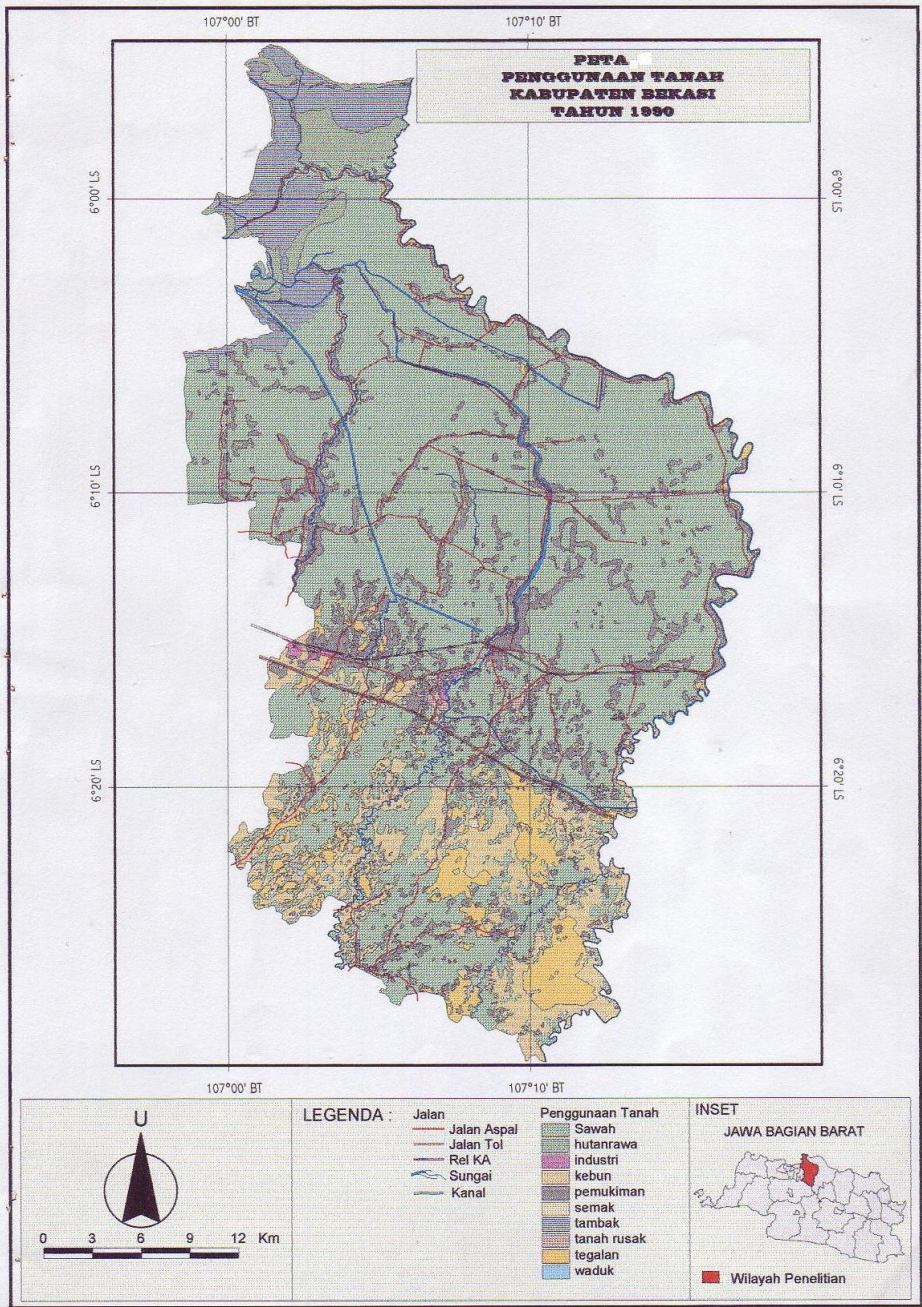 107°00' BT
107°10' BT
PETA
PENGGUNAAN TANAH
KABUPATEN BEKASI
TAHUN 1990
6°00' LS
6°00' LS
6°10' LS
6°10' LS
6°20' LS
6°20' LS
107°00' BT
107°10' BT
U
0 3 6 9 12 Km
LEGENDA :
Jalan
Jalan Aspal
Jalan Tol
Rel KA
Sungai
Kanal
Penggunaan Tanah
Sawah
hutanrawa
industri
kebun
pemukiman
semak
tambak
tanah rusak
tegalan
waduk
INSET
JAWA BAGIAN BARAT
Wilayah Penelitian